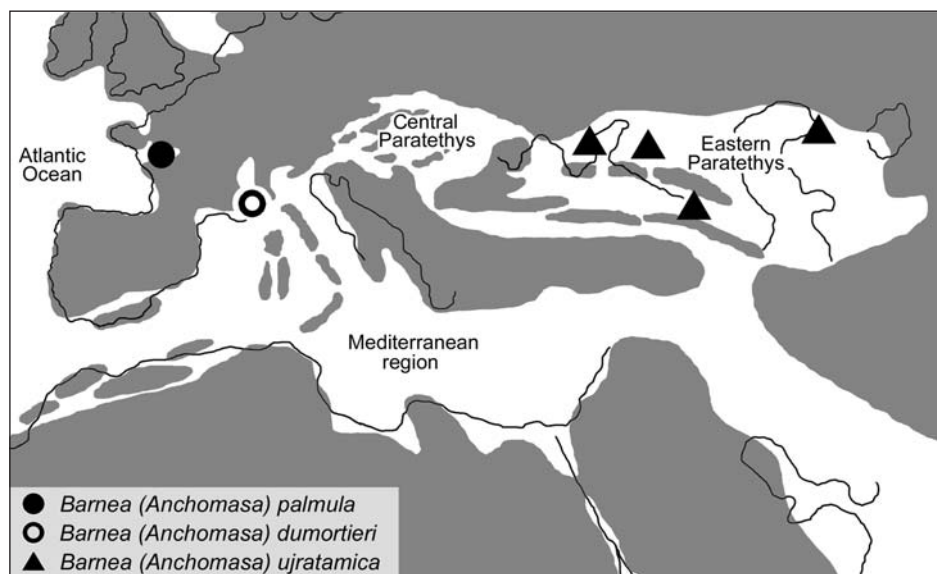 Atlantic
Ocean
Central
Paratethys
Eastern
Paratethys
Mediterranean
region
Barnea (Anchomasa) palmula
Barnea (Anchomasa) dumortieri
Barnea (Anchomasa) ujratamica